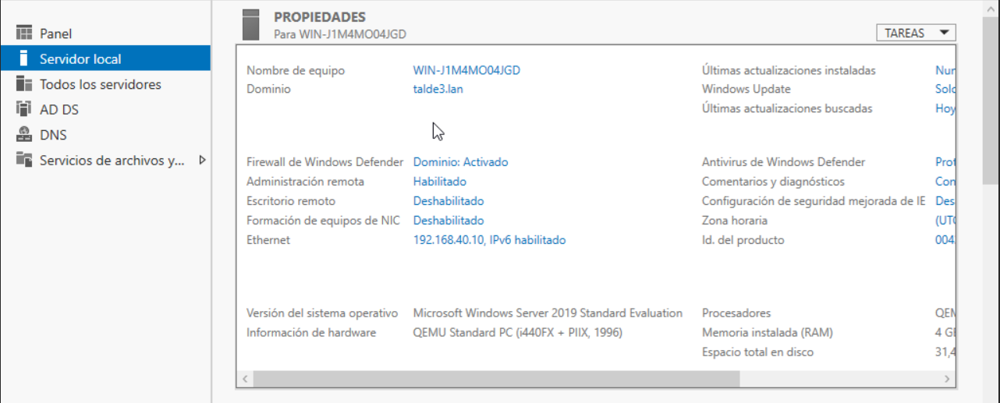 PROPIEDADES
Para WIN-J1M4MO04JGD
TAREAS
Panel
Servidor local
Todos los servidores
AD DS
DNS
Servicios de archivos y...
Nombre de equipo WIN-J1M4MO04JGD
Dominio talde3.lan
Últimas actualizaciones instaladas
Windows Update
Últimas actualizaciones buscadas Hoy
Firewall de Windows Defender Dominio: Activado
Administración remota Habilitado
Escritorio remoto Deshabilitado
Formación de equipos de NIC Deshabilitado
Ethernet 192.168.40.10, IPv6 habilitado
Antivirus de Windows Defender Prot
Comentarios y diagnósticos Con
Configuración de seguridad mejorada de IE Des
Zona horaria (UTC
Id. del producto 004
Versión del sistema operativo Microsoft Windows Server 2019 Standard Evaluation
Información de hardware QEMU Standard PC (i440FX + PIIX, 1996)
Procesadores
Memoria instalada (RAM) 4 G
Espacio total en disco 31,4